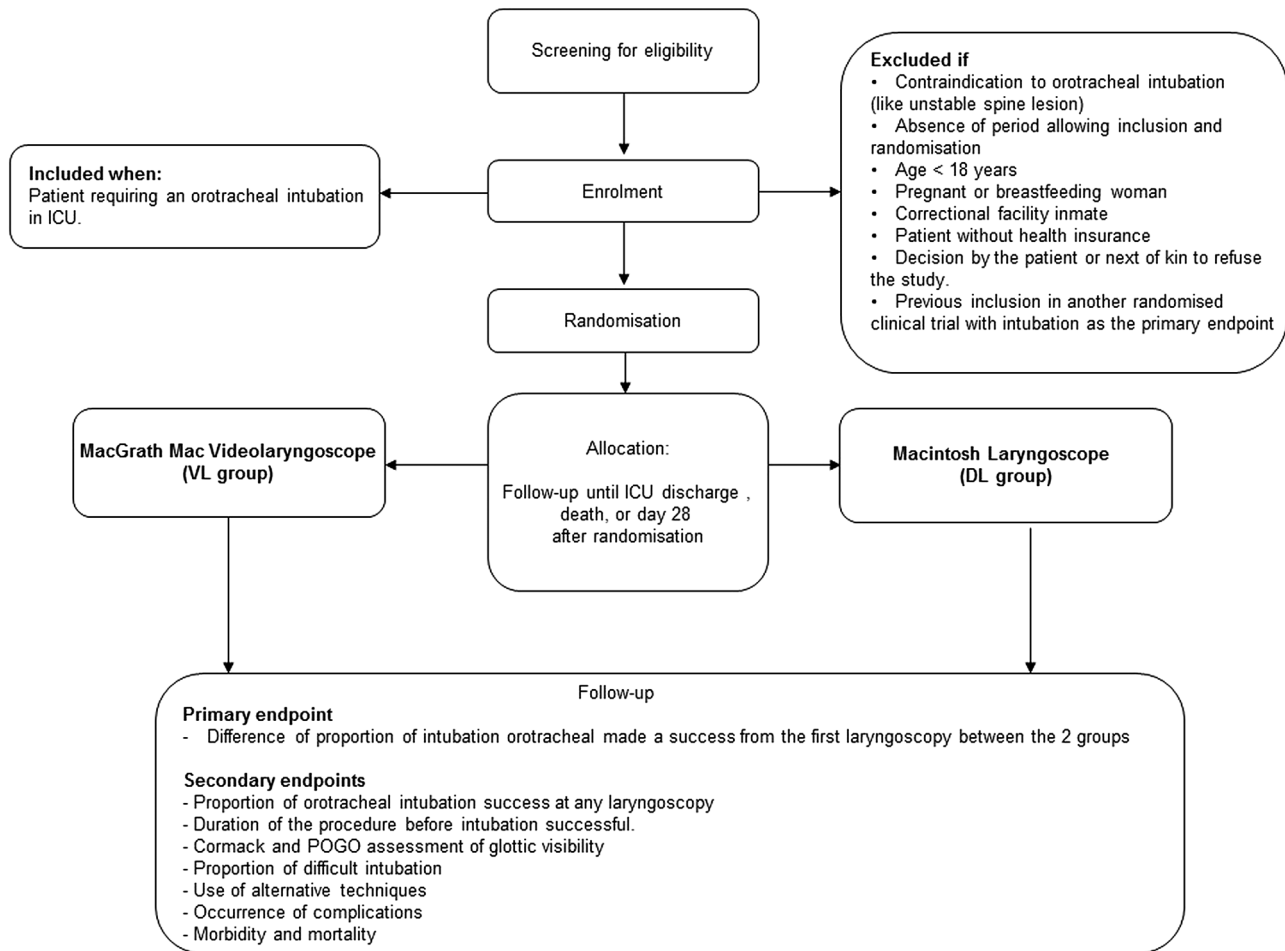 Screening for eligibility
Excluded if
• Contraindication to orotracheal intubation
(like unstable spine lesion)
• Absence of period allowing inclusion and
randomisation
• Age < 18 years
• Pregnant or breastfeeding woman
• Correctional facility inmate
• Patient without health insurance
• Decision by the patient or next of kin to refuse
the study.
• Previous inclusion in another randomised
clinical trial with intubation as the primary endpoint
Included when:
Patient requiring an orotracheal intubation
in ICU.
Enrolment
Randomisation
MacGrath Mac Videolaryngoscope
(VL group)
Allocation:
Follow-up until ICU discharge ,
death, or day 28
after randomisation
Macintosh Laryngoscope
(DL group)
Follow-up
Primary endpoint
- Difference of proportion of intubation orotracheal made a success from the first laryngoscopy between the 2 groups
Secondary endpoints
- Proportion of orotracheal intubation success at any laryngoscopy
- Duration of the procedure before intubation successful.
- Cormack and POGO assessment of glottic visibility
- Proportion of difficult intubation
- Use of alternative techniques
- Occurrence of complications
- Morbidity and mortality